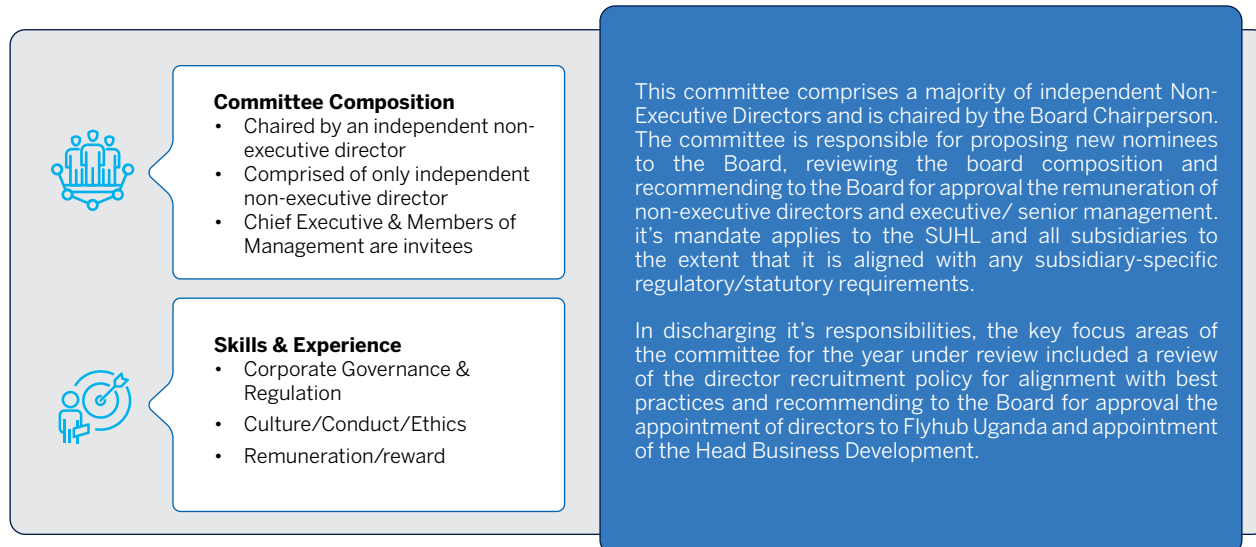 Committee Composition
• Chaired by an independent non-
executive director
• Comprised of only independent
non-executive director
• Chief Executive & Members of
Management are invitees
Skills & Experience
• Corporate Governance &
Regulation
• Culture/Conduct/Ethics
• Remuneration/reward
This committee comprises a majority of independent Non-
Executive Directors and is chaired by the Board Chairperson.
The committee is responsible for proposing new nominees
to the Board, reviewing the board composition and
recommending to the Board for approval the remuneration of
non-executive directors and executive/ senior management.
it's mandate applies to the SUHL and all subsidiaries to
the extent that it is aligned with any subsidiary-specific
regulatory/statutory requirements.
In discharging it's responsibilities, the key focus areas of
the committee for the year under review included a review
of the director recruitment policy for alignment with best
practices and recommending to the Board for approval the
appointment of directors to Flyhub Uganda and appointment
of the Head Business Development.